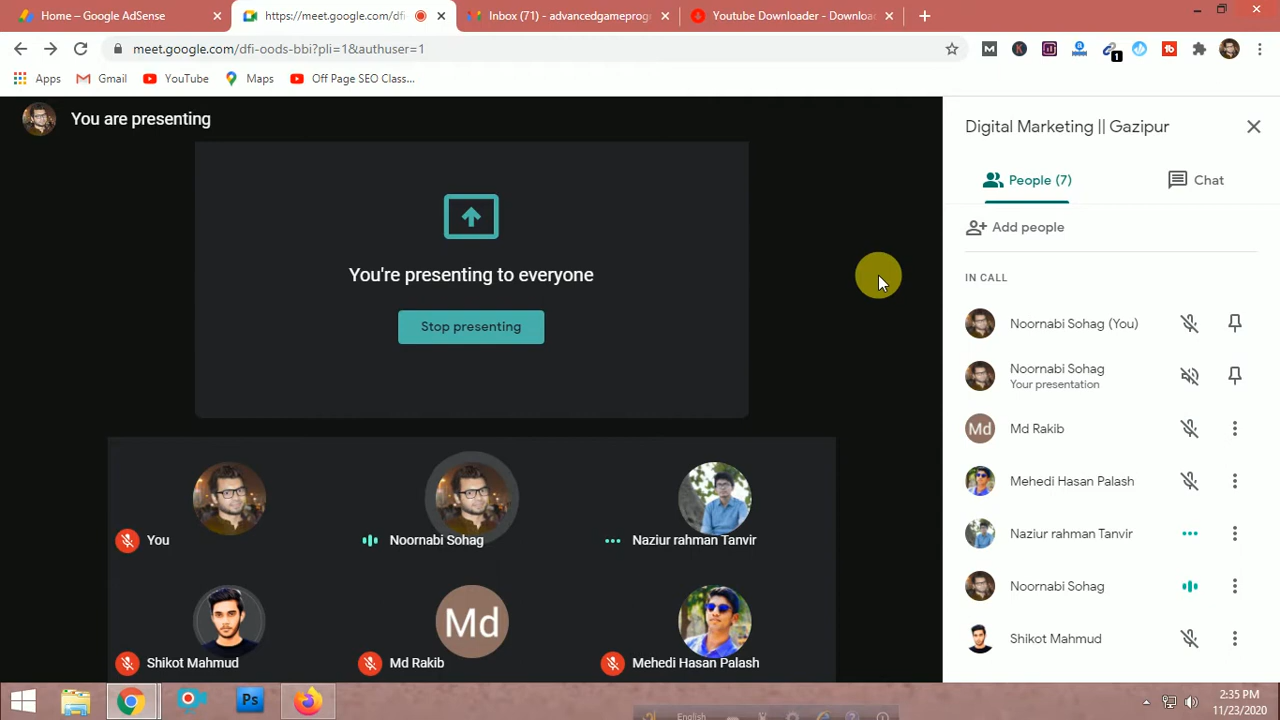 Home – Google AdSense
https://meet.google.com/dfi
Inbox (71) - advancedgameprog
Youtube Downloader - Download
meet.google.com/dfi-oods-bbi?pli=1&authuser=1
1
Apps
Gmail
YouTube
Maps
Off Page SEO Class...
You are presenting
You're presenting to everyone
Stop presenting
You
Noornabi Sohag
Naziur rahman Tanvir
Shikot Mahmud
Md
Md Rakib
Mehedi Hasan Palash
Digital Marketing || Gazipur
People (7)
Chat
Add people
IN CALL
Noornabi Sohag (You)
Noornabi Sohag
Your presentation
Md
Md Rakib
Mehedi Hasan Palash
Naziur rahman Tanvir
Noornabi Sohag
Shikot Mahmud
Ps
English
2:35 PM
11/23/2020